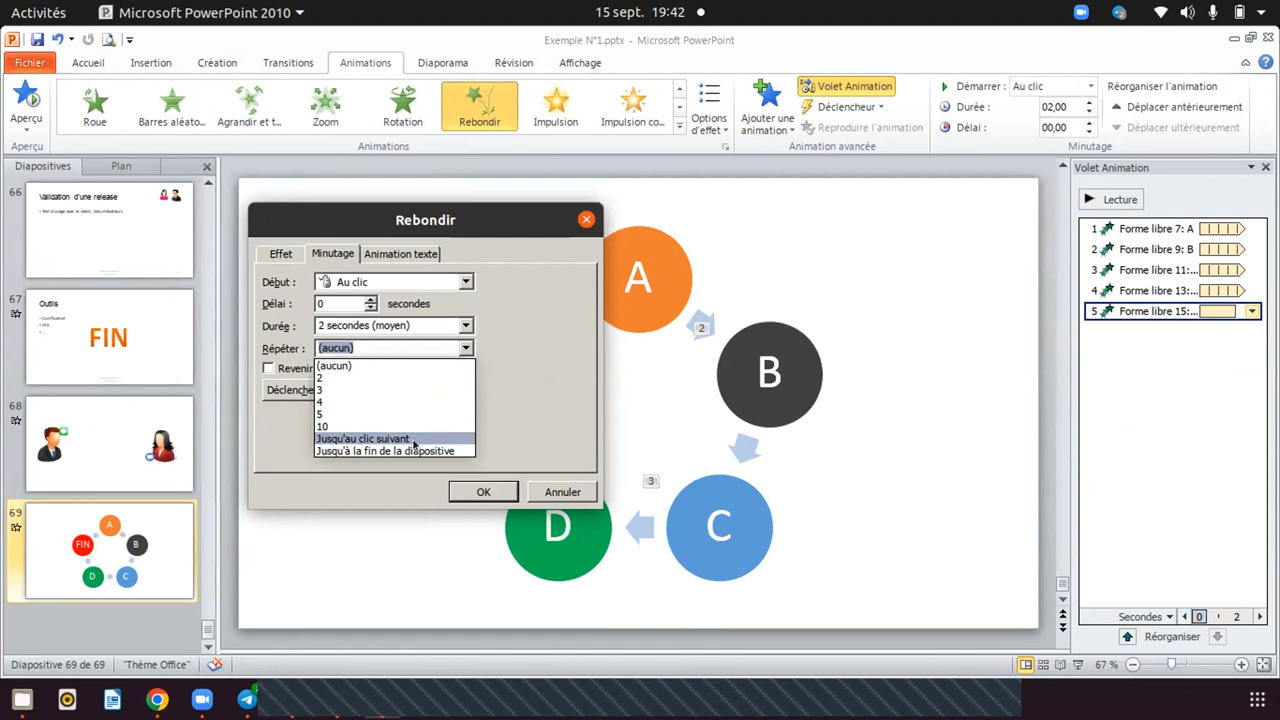 Activités
Microsoft PowerPoint 2010
15 sept. 19:42
Exemple N°1.pptx - Microsoft PowerPoint
Fichier
Accueil
Insertion
Création
Transitions
Animations
Diaporama
Révision
Affichage
Aperçu
Roue
Barres aléato...
Agrandir et t...
Zoom
Rotation
Rebondir
Impulsion
Impulsion co...
Options
d'effet
Ajouter une
animation
Volet Animation
Déclencheur
Reproduire l'animation
Démarrer: Au clic
Durée : 02,00
Délai : 00,00
Réorganiser l'animation
Déplacer antérieurement
Déplacer ultérieurement
Aperçu
Animations
Animation avancée
Minutage
Diapositives
Plan
66
Validation d'une release
67
Outils
FIN
68
69
A
FIN
B
D
C
Rebondir
Effet
Minutage
Animation texte
Début :
Au clic
Délai :
0
secondes
Durée :
2 secondes (moyen)
Répéter :
(aucun)
Revenir
Déclenche
(aucun)
2
3
4
5
10
Jusqu'au clic suivant
Jusqu'à la fin de la diapositive
OK
Annuler
A
2
B
3
D
C
Volet Animation
Lecture
1 Forme libre 7: A
2 Forme libre 9: B
3 Forme libre 11:...
4 Forme libre 13:...
5 Forme libre 15:...
Secondes
0
2
Réorganiser
Diapositive 69 de 69
"Thème Office"
67 %